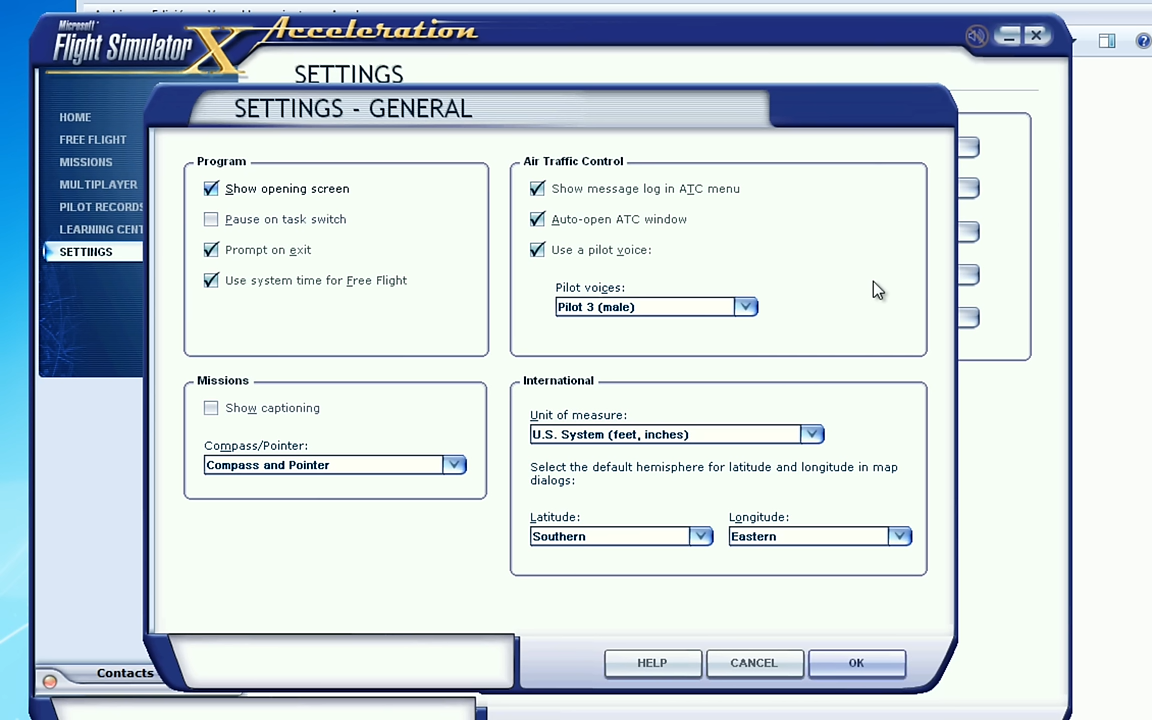 Microsoft
Flight Simulator X Acceleration
SETTINGS
SETTINGS - GENERAL
HOME
FREE FLIGHT
MISSIONS
MULTIPLAYER
PILOT RECORDS
LEARNING CENT
SETTINGS
Program
Show opening screen
Pause on task switch
Prompt on exit
Use system time for Free Flight
Air Traffic Control
Show message log in ATC menu
Auto-open ATC window
Use a pilot voice:
Pilot voices:
Pilot 3 (male)
Missions
Show captioning
Compass/Pointer:
Compass and Pointer
International
Unit of measure:
U.S. System (feet, inches)
Select the default hemisphere for latitude and longitude in map
dialogs:
Latitude: Longitude:
Southern Eastern
HELP CANCEL OK
Contacts